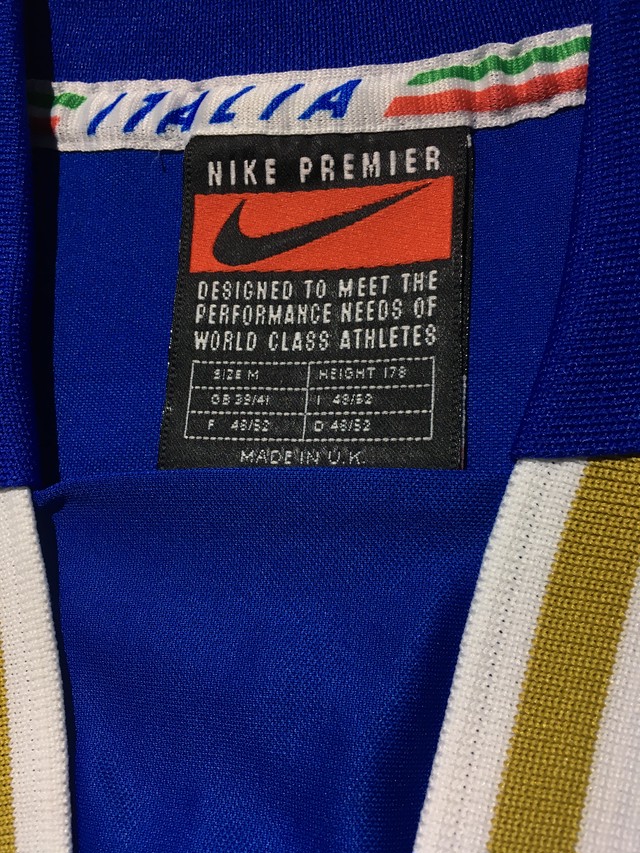 ITALIA
NIKE PREMIER
DESIGNED TO MEET THE
PERFORMANCE NEEDS OF
WORLD CLASS ATHLETES
SIZE M HEIGHT 178
GB 39/41 I 48/52
F 48/52 D 48/52
MADE IN U.K.